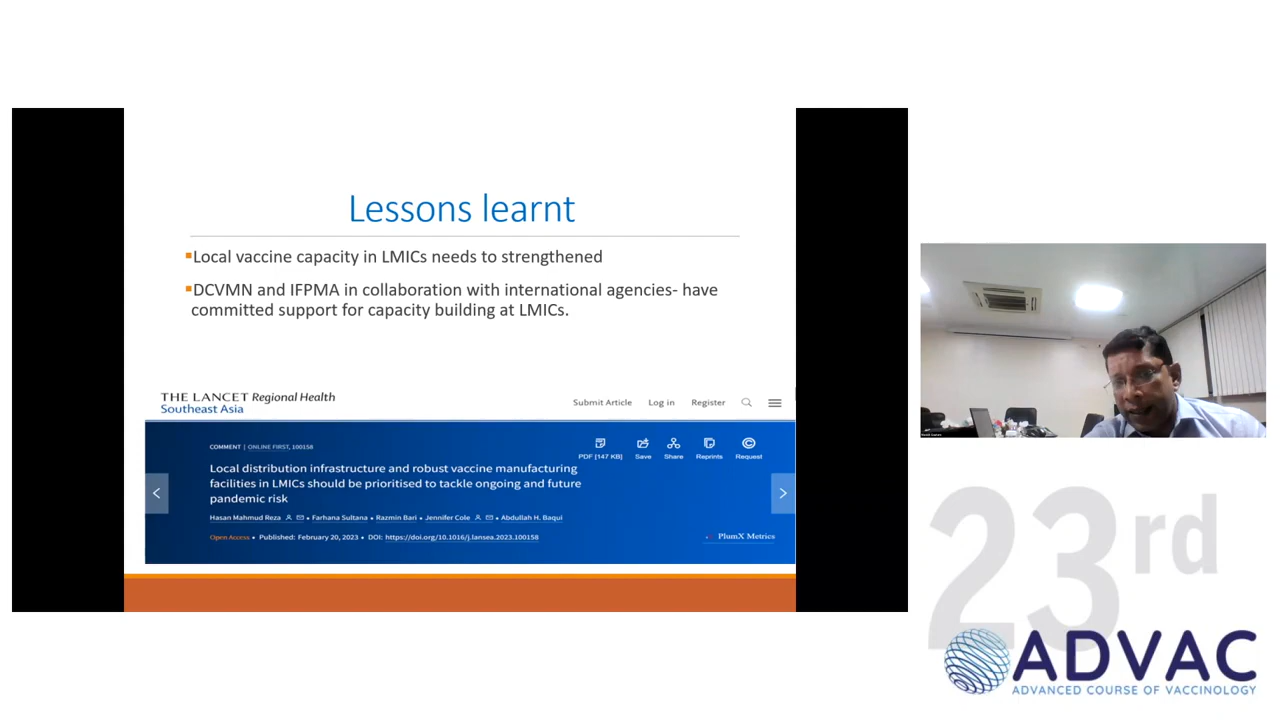 Lessons learnt
▪Local vaccine capacity in LMICs needs to strengthened
▪DCVMN and IFPMA in collaboration with international agencies- have
committed support for capacity building at LMICs.
THE LANCET Regional Health
Southeast Asia
Submit Article Log in Register
COMMENT | ONLINE FIRST, 100158
PDF [147 KB] Save Share Reprints Request
Local distribution infrastructure and robust vaccine manufacturing
facilities in LMICs should be prioritised to tackle ongoing and future
pandemic risk
Hasan Mahmud Reza • Farhana Sultana • Razmin Bari • Jennifer Cole • Abdullah H. Baqui
Open Access • Published: February 20, 2023 • DOI: https://doi.org/10.1016/j.lansea.2023.100158
PlumX Metrics
23rd
ADVAC
ADVANCED COURSE OF VACCINOLOGY